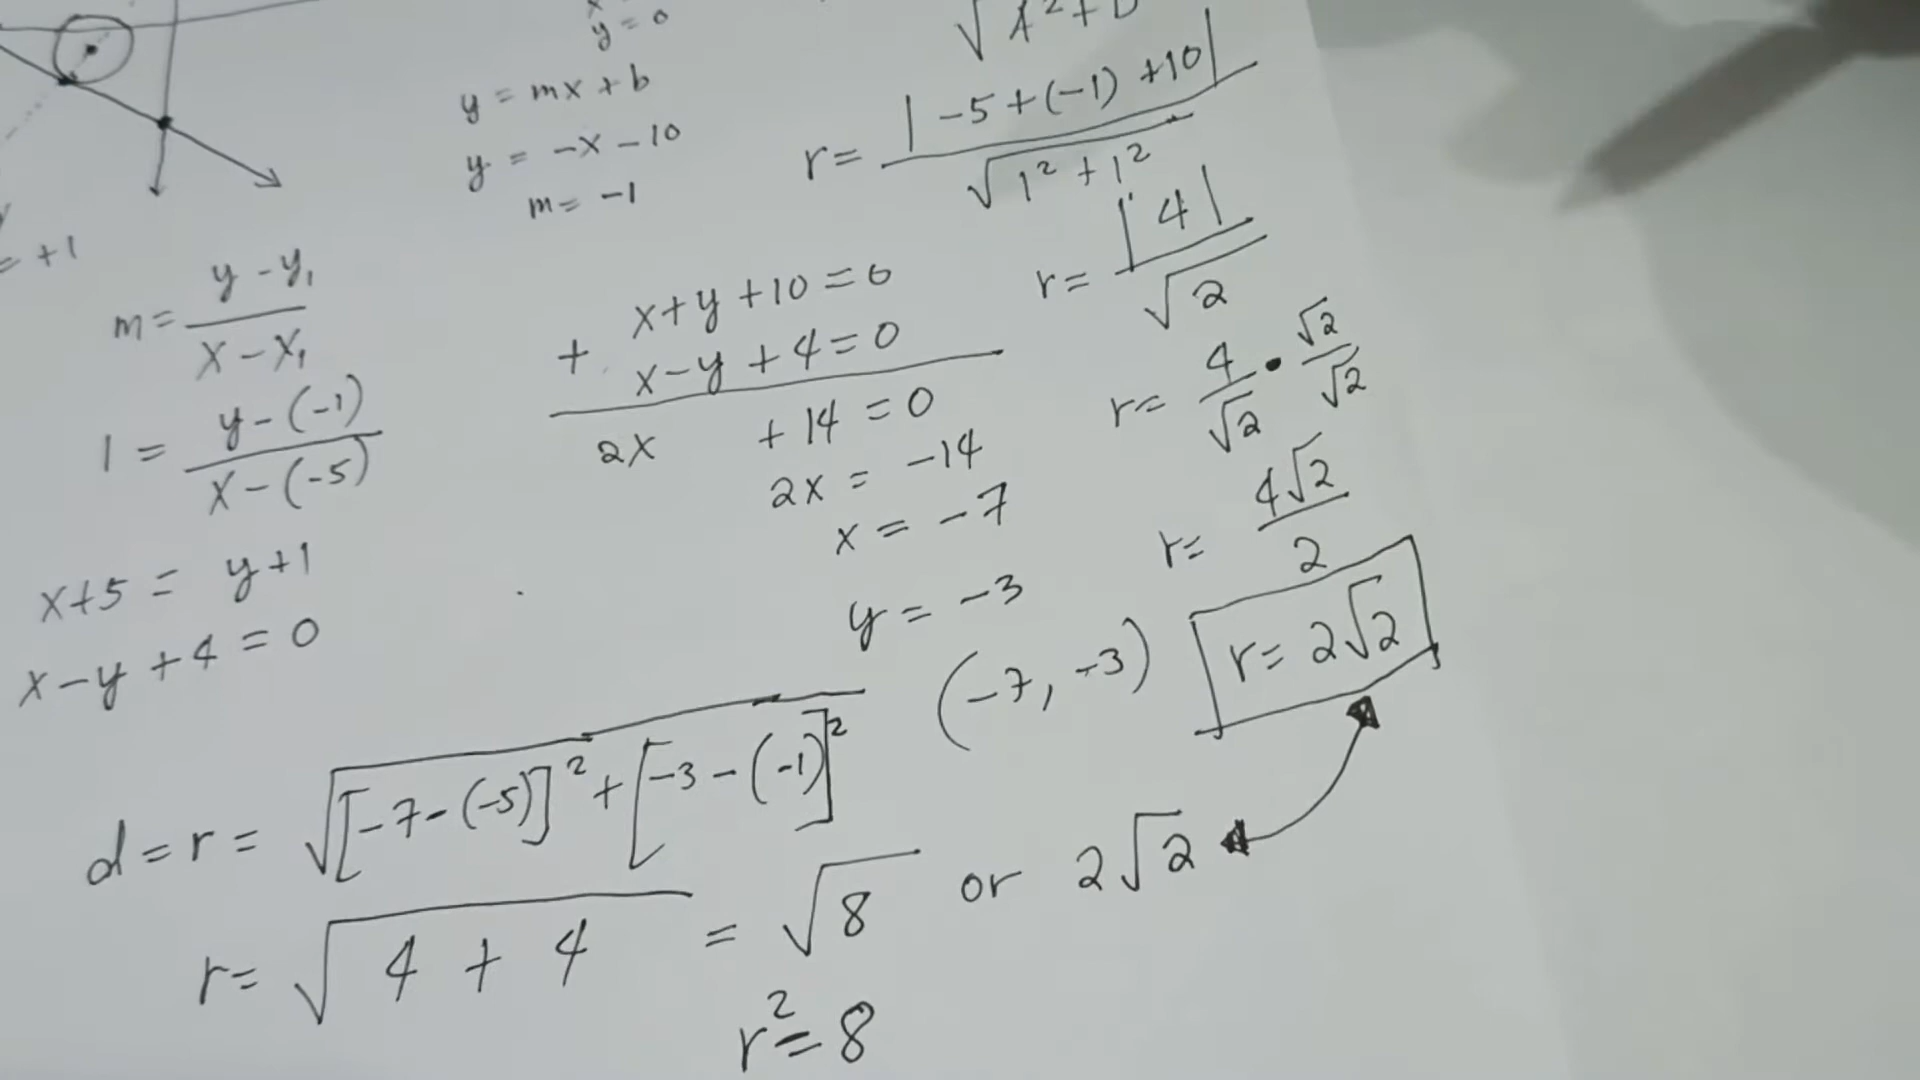 y = 0
y = mx + b
y = -x - 10
m = -1
= +1
m = (y - y₁)/(x - x₁)
1 = (y - (-1))/(x - (-5))
x+5 = y+1
x-y+4 = 0
x+y+10=0
+ x-y+4=0
2x +14 = 0
2x = -14
x = -7
y = -3
(-7, -3)
√A²+B
r = |-5+(-1)+10|/√1²+1²
r = |4|/√2
r = 4/√2 • √2/√2
r = 4√2/2
r = 2√2
d = r = √[-7-(-5)]²+[-3-(-1)]²
r = √4 + 4 = √8 or 2√2
r² = 8